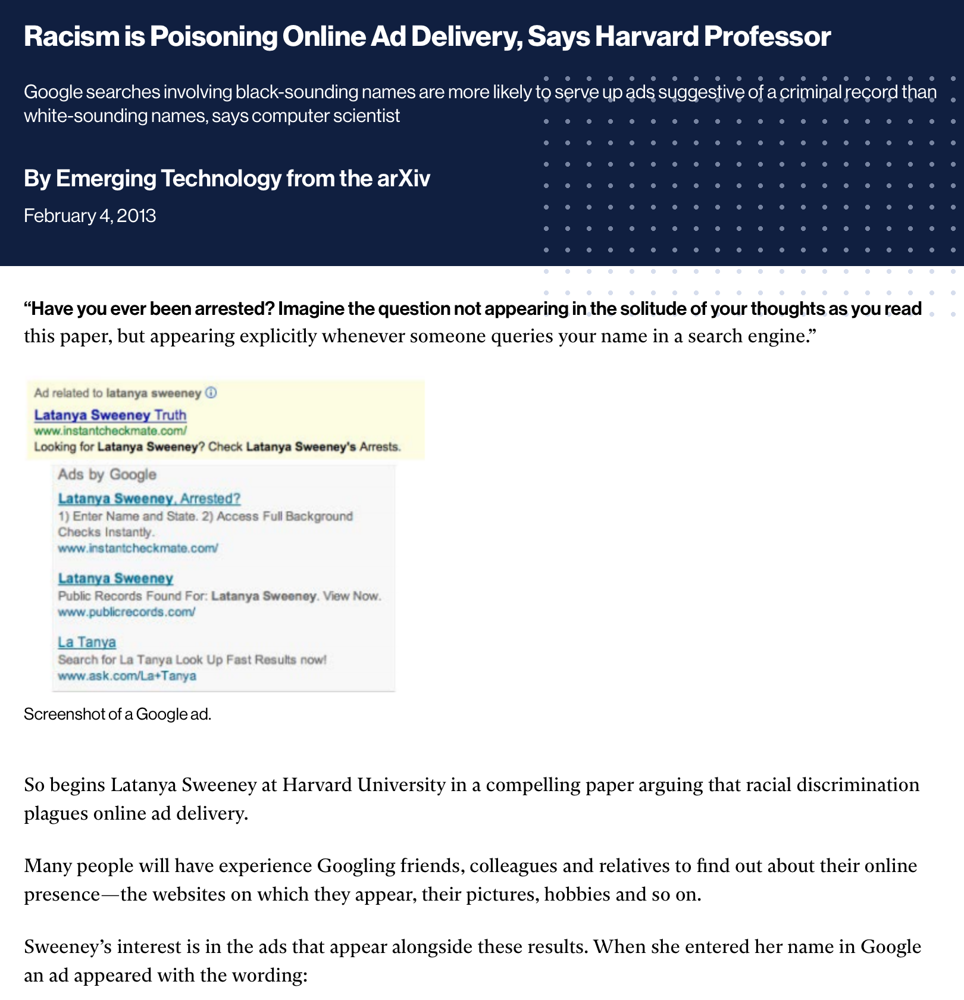 Racism is Poisoning Online Ad Delivery, Says Harvard Professor
Google searches involving black-sounding names are more likely to serve up ads suggestive of a criminal record than
white-sounding names, says computer scientist
By Emerging Technology from the arXiv
February 4, 2013
“Have you ever been arrested? Imagine the question not appearing in the solitude of your thoughts as you read
this paper, but appearing explicitly whenever someone queries your name in a search engine.”
Ad related to latanya sweeney
Latanya Sweeney Truth
www.instantcheckmate.com/
Looking for Latanya Sweeney? Check Latanya Sweeney's Arrests.
Ads by Google
Latanya Sweeney, Arrested?
1) Enter Name and State. 2) Access Full Background
Checks Instantly.
www.instantcheckmate.com/
Latanya Sweeney
Public Records Found For: Latanya Sweeney. View Now.
www.publicrecords.com/
La Tanya
Search for La Tanya Look Up Fast Results now!
www.ask.com/La+Tanya
Screenshot of a Google ad.
So begins Latanya Sweeney at Harvard University in a compelling paper arguing that racial discrimination
plagues online ad delivery.
Many people will have experience Googling friends, colleagues and relatives to find out about their online
presence—the websites on which they appear, their pictures, hobbies and so on.
Sweeney’s interest is in the ads that appear alongside these results. When she entered her name in Google
an ad appeared with the wording: